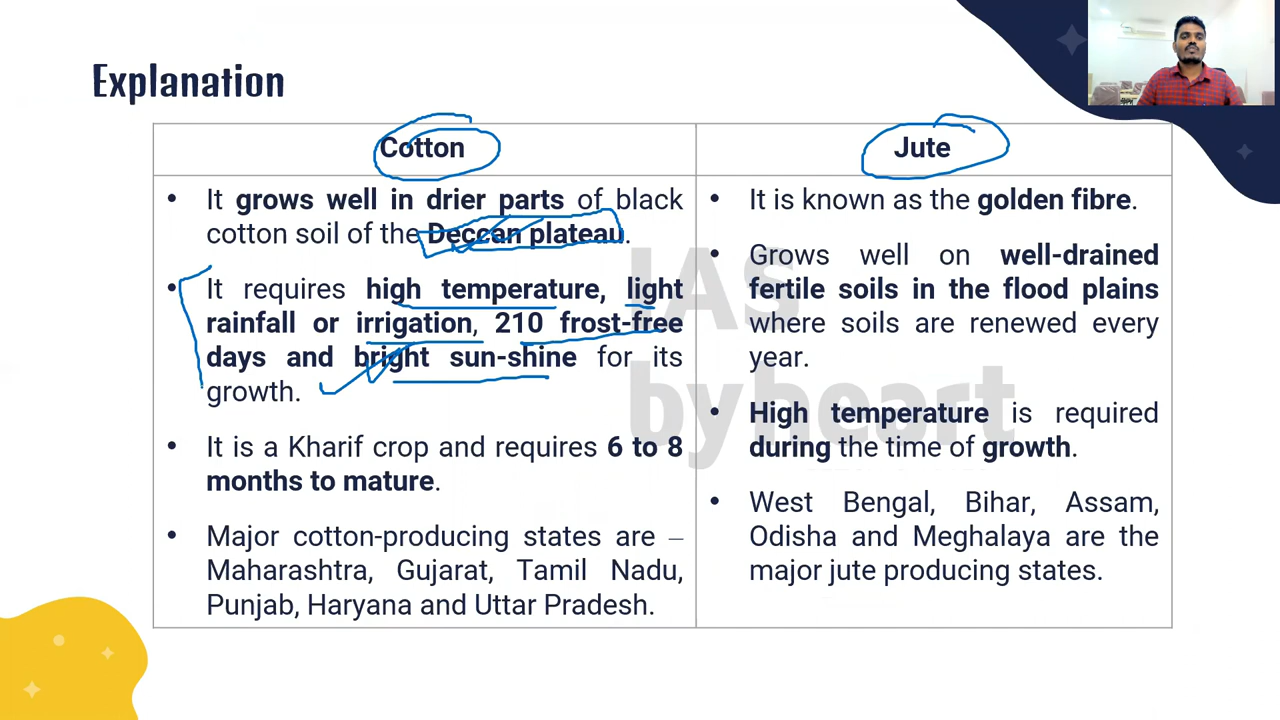 Explanation
Cotton
Jute
• It grows well in drier parts of black
cotton soil of the Deccan plateau.
• It requires high temperature, light
rainfall or irrigation, 210 frost-free
days and bright sun-shine for its
growth.
• It is a Kharif crop and requires 6 to 8
months to mature.
• Major cotton-producing states are –
Maharashtra, Gujarat, Tamil Nadu,
Punjab, Haryana and Uttar Pradesh.
• It is known as the golden fibre.
• Grows well on well-drained
fertile soils in the flood plains
where soils are renewed every
year.
• High temperature is required
during the time of growth.
• West Bengal, Bihar, Assam,
Odisha and Meghalaya are the
major jute producing states.
IAS
by heart